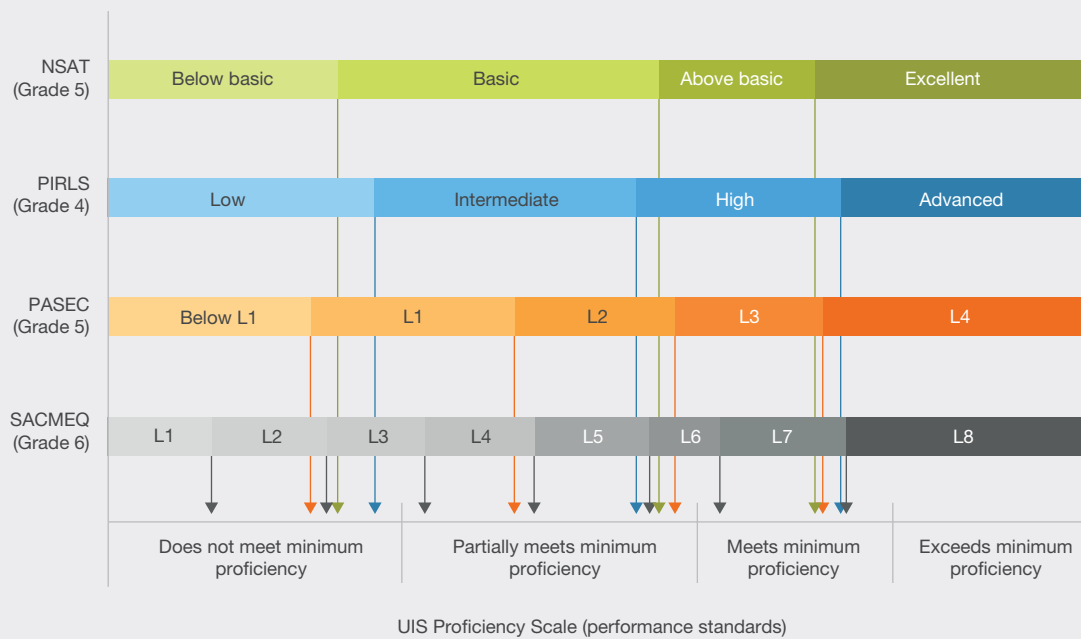 NSAT
(Grade 5)
Below basic
Basic
Above basic
Excellent
PIRLS
(Grade 4)
Low
Intermediate
High
Advanced
PASEC
(Grade 5)
Below L1
L1
L2
L3
L4
SACMEQ
(Grade 6)
L1
L2
L3
L4
L5
L6
L7
L8
Does not meet minimum
proficiency
Partially meets minimum
proficiency
Meets minimum
proficiency
Exceeds minimum
proficiency
UIS Proficiency Scale (performance standards)